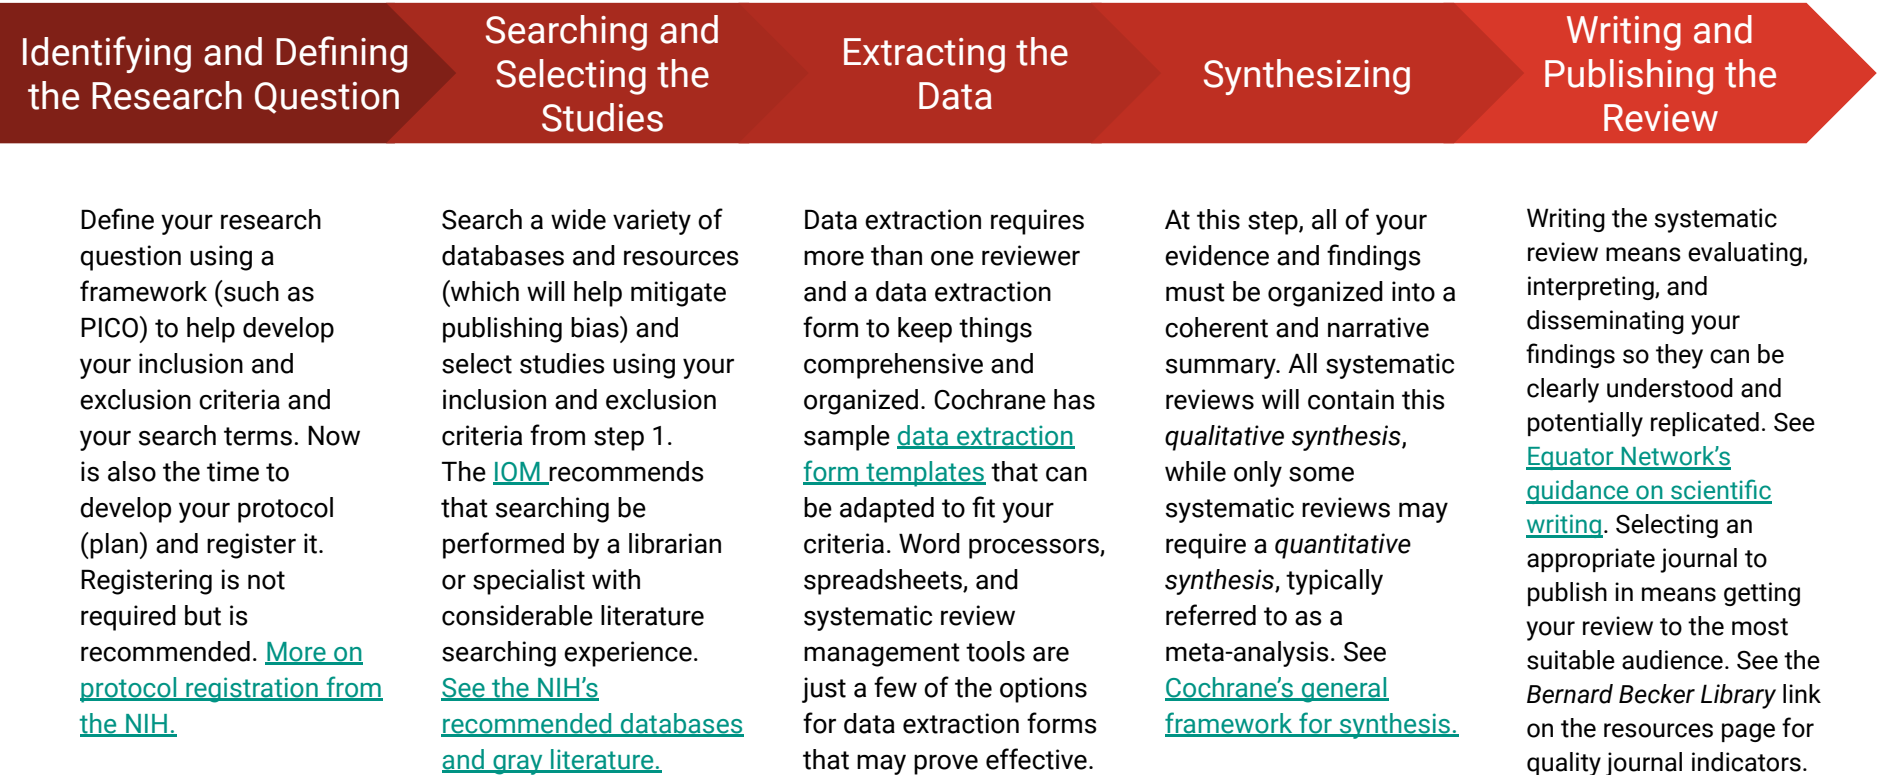 Identifying and Defining
the Research Question
Searching and
Selecting the
Studies
Extracting the
Data
Synthesizing
Writing and
Publishing the
Review
Define your research
question using a
framework (such as
PICO) to help develop
your inclusion and
exclusion criteria and
your search terms. Now
is also the time to
develop your protocol
(plan) and register it.
Registering is not
required but is
recommended. More on
protocol registration from
the NIH.
Search a wide variety of
databases and resources
(which will help mitigate
publishing bias) and
select studies using your
inclusion and exclusion
criteria from step 1.
The IOM recommends
that searching be
performed by a librarian
or specialist with
considerable literature
searching experience.
See the NIH's
recommended databases
and gray literature.
Data extraction requires
more than one reviewer
and a data extraction
form to keep things
comprehensive and
organized. Cochrane has
sample data extraction
form templates that can
be adapted to fit your
criteria. Word processors,
spreadsheets, and
systematic review
management tools are
just a few of the options
for data extraction forms
that may prove effective.
At this step, all of your
evidence and findings
must be organized into a
coherent and narrative
summary. All systematic
reviews will contain this
qualitative synthesis,
while only some
systematic reviews may
require a quantitative
synthesis, typically
referred to as a
meta-analysis. See
Cochrane's general
framework for synthesis.
Writing the systematic
review means evaluating,
interpreting, and
disseminating your
findings so they can be
clearly understood and
potentially replicated. See
Equator Network's
guidance on scientific
writing. Selecting an
appropriate journal to
publish in means getting
your review to the most
suitable audience. See the
Bernard Becker Library link
on the resources page for
quality journal indicators.